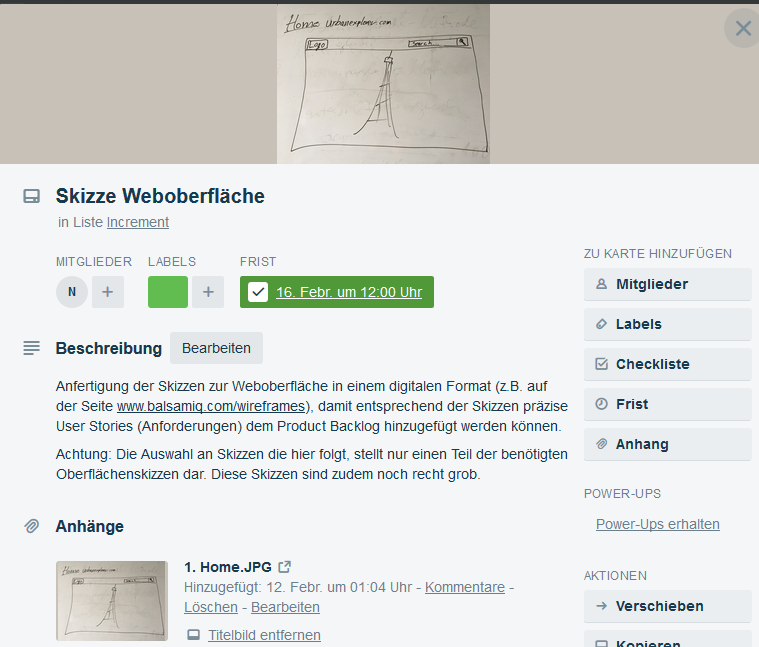 Home urbanexplorer.com
Logo
Search...
Skizze Weboberfläche
in Liste Increment
MITGLIEDER
LABELS
FRIST
N
+
+
16. Febr. um 12:00 Uhr
Beschreibung
Bearbeiten
Anfertigung der Skizzen zur Weboberfläche in einem digitalen Format (z.B. auf
der Seite www.balsamiq.com/wireframes), damit entsprechend der Skizzen präzise
User Stories (Anforderungen) dem Product Backlog hinzugefügt werden können.
Achtung: Die Auswahl an Skizzen die hier folgt, stellt nur einen Teil der benötigten
Oberflächenskizzen dar. Diese Skizzen sind zudem noch recht grob.
Anhänge
Home urbanexplorer.com
Logo
Search...
1. Home.JPG
Hinzugefügt: 12. Febr. um 01:04 Uhr - Kommentare -
Löschen - Bearbeiten
Titelbild entfernen
ZU KARTE HINZUFÜGEN
Mitglieder
Labels
Checkliste
Frist
Anhang
POWER-UPS
Power-Ups erhalten
AKTIONEN
Verschieben
Kopieren